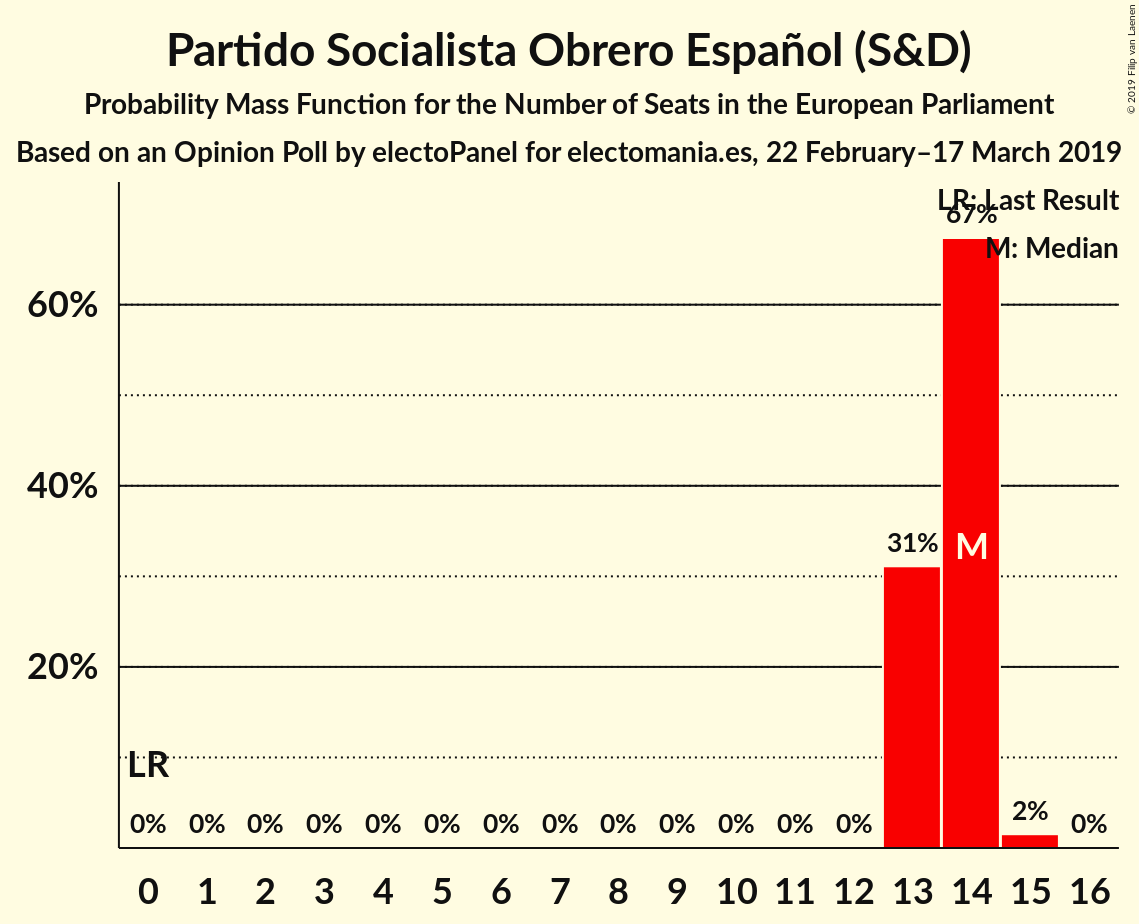 Partido Socialista Obrero Español (S&D)
Probability Mass Function for the Number of Seats in the European Parliament
Based on an Opinion Poll by electoPanel for electomania.es, 22 February–17 March 2019
© 2019 Filip van Laenen
LR: Last Result
67%
M: Median
60%
40%
31%
M
20%
LR
0% 0% 0% 0% 0% 0% 0% 0% 0% 0% 0% 0% 0% 2% 0%
0 1 2 3 4 5 6 7 8 9 10 11 12 13 14 15 16